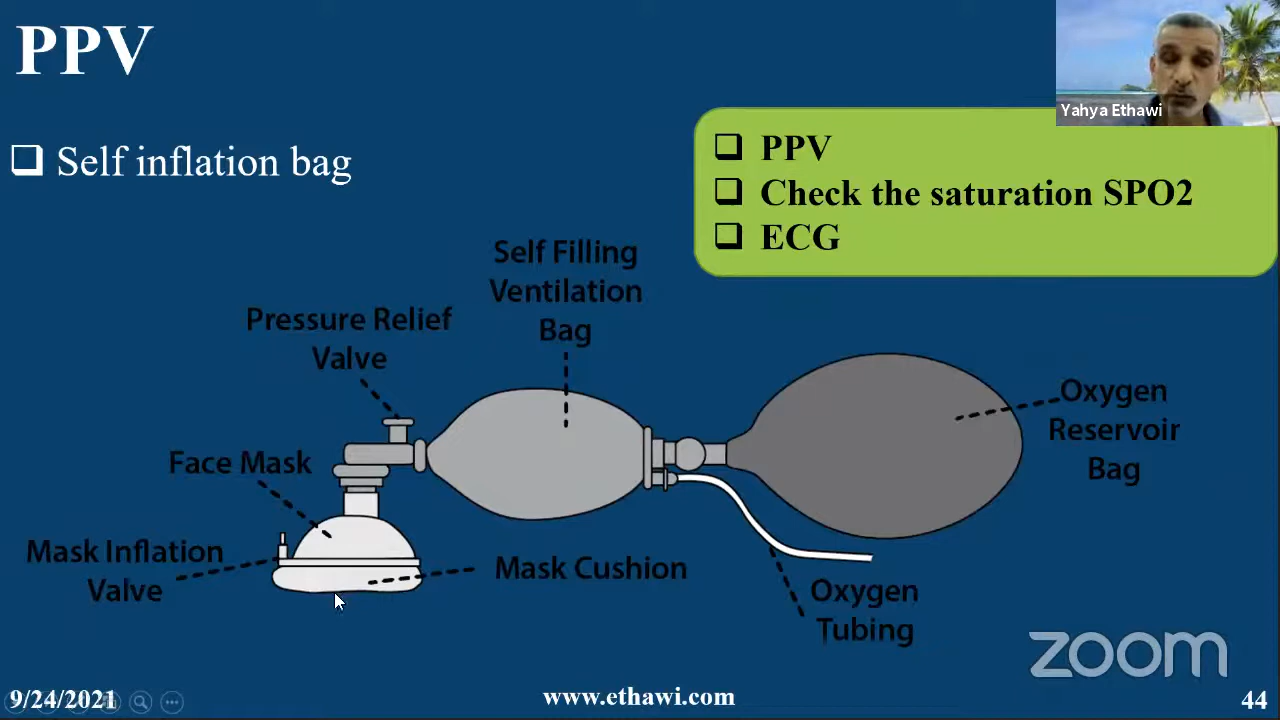 PPV
Yahya Ethawi
❑ Self inflation bag
❑ PPV
❑ Check the saturation SPO2
❑ ECG
Self Filling
Ventilation
Bag
Pressure Relief
Valve
Oxygen
Reservoir
Bag
Face Mask
Mask Inflation
Valve
Mask Cushion
Oxygen
Tubing
zoom
9/24/2021
www.ethawi.com
44